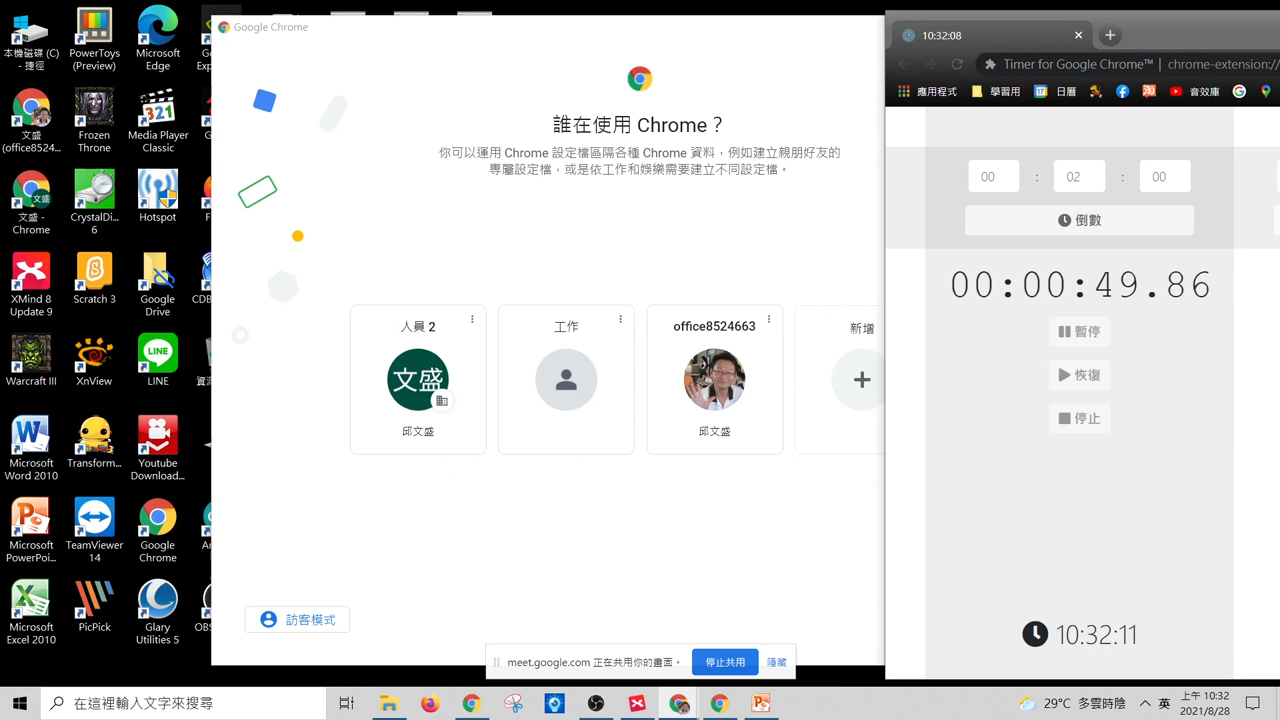 本機磁碟 (C)
- 捷徑
PowerToys
(Preview)
Microsoft
Edge
文盛
(office8524...
Frozen
Throne
Media Player
Classic
文盛 -
Chrome
CrystalDi...
6
Hotspot
XMind 8
Update 9
Scratch 3
Google
Drive
Warcraft III
XnView
LINE
Microsoft
Word 2010
Transform...
Youtube
Download...
Microsoft
PowerPoi...
TeamViewer
14
Google
Chrome
Microsoft
Excel 2010
PicPick
Glary
Utilities 5
Google Chrome
誰在使用 Chrome？
你可以運用 Chrome 設定檔區隔各種 Chrome 資料，例如建立親朋好友的
專屬設定檔，或是依工作和娛樂需要建立不同設定檔。
人員 2
文盛
邱文盛
工作
office8524663
邱文盛
新增
訪客模式
meet.google.com 正在共用你的畫面。
停止共用
隱藏
10:32:08
Timer for Google Chrome™ | chrome-extension://
應用程式
學習用
日曆
音效庫
00 : 02 : 00
倒數
00:00:49.86
暫停
恢復
停止
10:32:11
在這裡輸入文字來搜尋
29°C 多雲時陰
英
上午 10:32
2021/8/28